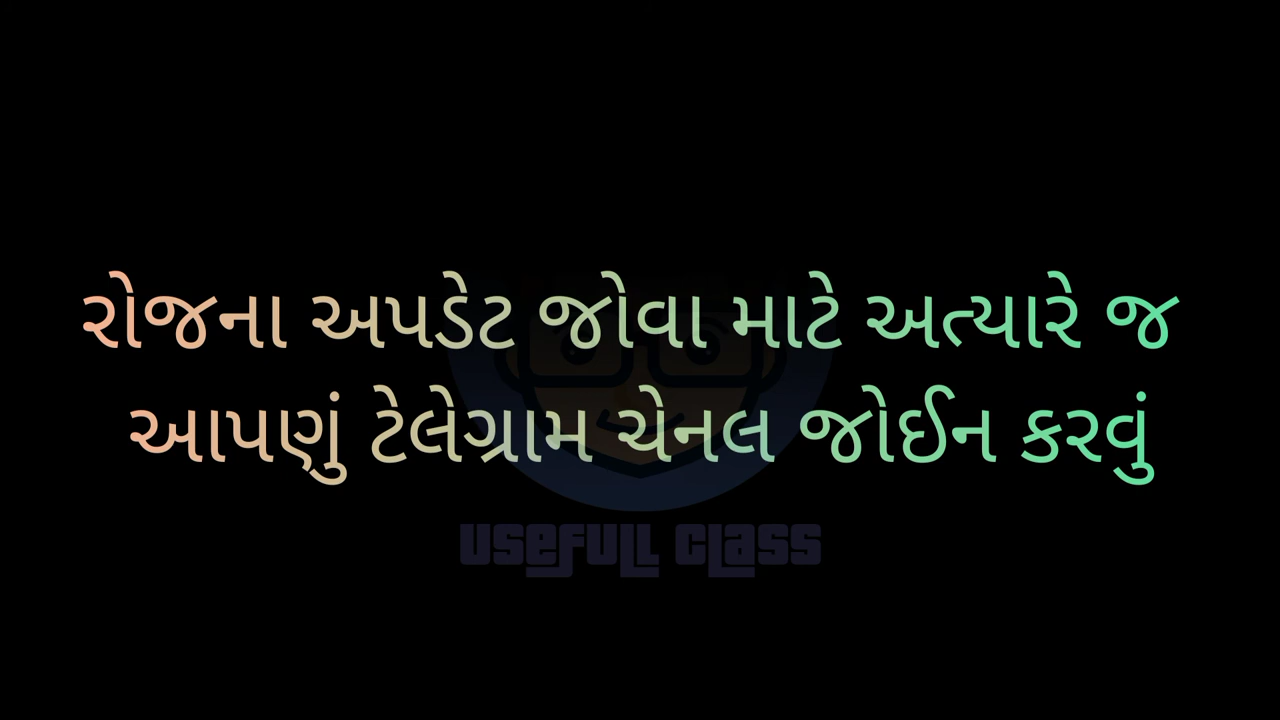 રોજના અપડેટ જોવા માટે અત્યારે જ
આપણું ટેલેગ્રામ ચેનલ જોઈન કરવું
USEFULL CLASS